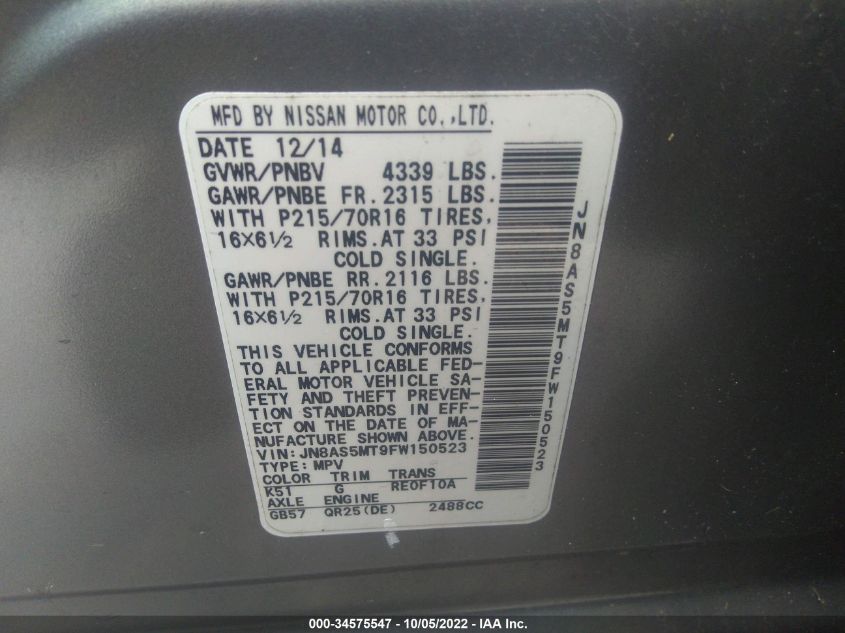 MFD BY NISSAN MOTOR CO.,LTD.
DATE 12/14
GVWR/PNBV 4339 LBS.
GAWR/PNBE FR. 2315 LBS.
WITH P215/70R16 TIRES,
16X6½ RIMS.AT 33 PSI
COLD SINGLE.
GAWR/PNBE RR. 2116 LBS.
WITH P215/70R16 TIRES,
16X6½ RIMS.AT 33 PSI
COLD SINGLE.
THIS VEHICLE CONFORMS
TO ALL APPLICABLE FED-
ERAL MOTOR VEHICLE SA-
FETY AND THEFT PREVEN-
TION STANDARDS IN EFF-
ECT ON THE DATE OF MA-
NUFACTURE SHOWN ABOVE.
VIN: JN8AS5MT9FW150523
TYPE: MPV
COLOR TRIM TRANS
K51 G RE0F10A
AXLE ENGINE
GB57 QR25(DE) 2488CC
JN8AS5MT9FW150523
000-34575547 - 10/05/2022 - IAA Inc.